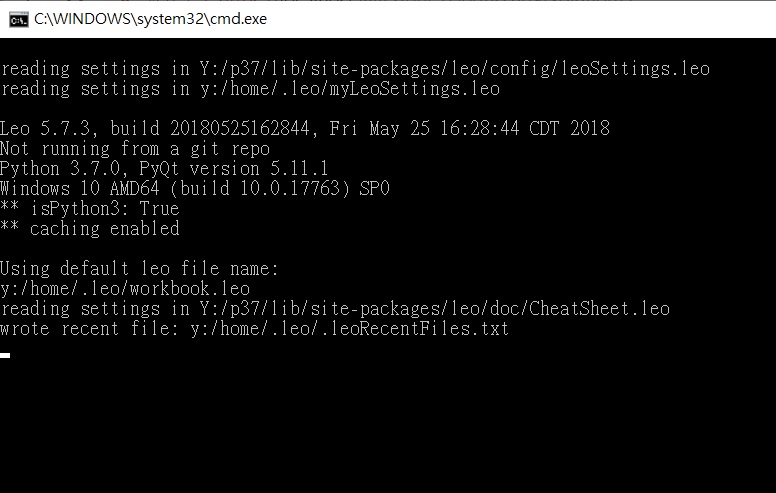 C:\WINDOWS\system32\cmd.exe
reading settings in Y:/p37/lib/site-packages/leo/config/leoSettings.leo
reading settings in y:/home/.leo/myLeoSettings.leo
Leo 5.7.3, build 20180525162844, Fri May 25 16:28:44 CDT 2018
Not running from a git repo
Python 3.7.0, PyQt version 5.11.1
Windows 10 AMD64 (build 10.0.17763) SP0
** isPython3: True
** caching enabled
Using default leo file name:
y:/home/.leo/workbook.leo
reading settings in Y:/p37/lib/site-packages/leo/doc/CheatSheet.leo
wrote recent file: y:/home/.leo/.leoRecentFiles.txt